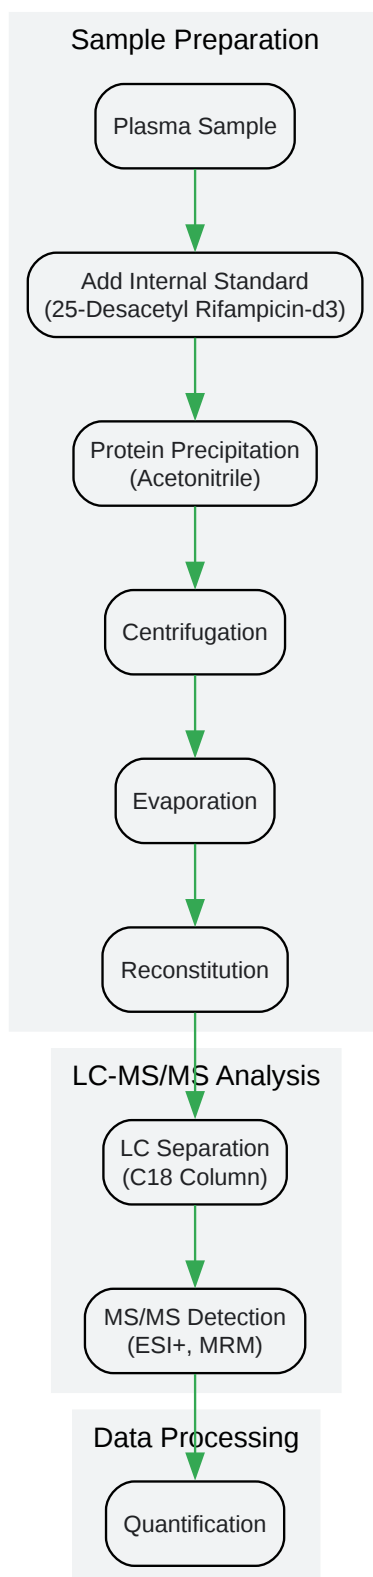 Sample Preparation
Plasma Sample
Add Internal Standard
(25-Desacetyl Rifampicin-d3)
Protein Precipitation
(Acetonitrile)
Centrifugation
Evaporation
Reconstitution
LC-MS/MS Analysis
LC Separation
(C18 Column)
MS/MS Detection
(ESI+, MRM)
Data Processing
Quantification